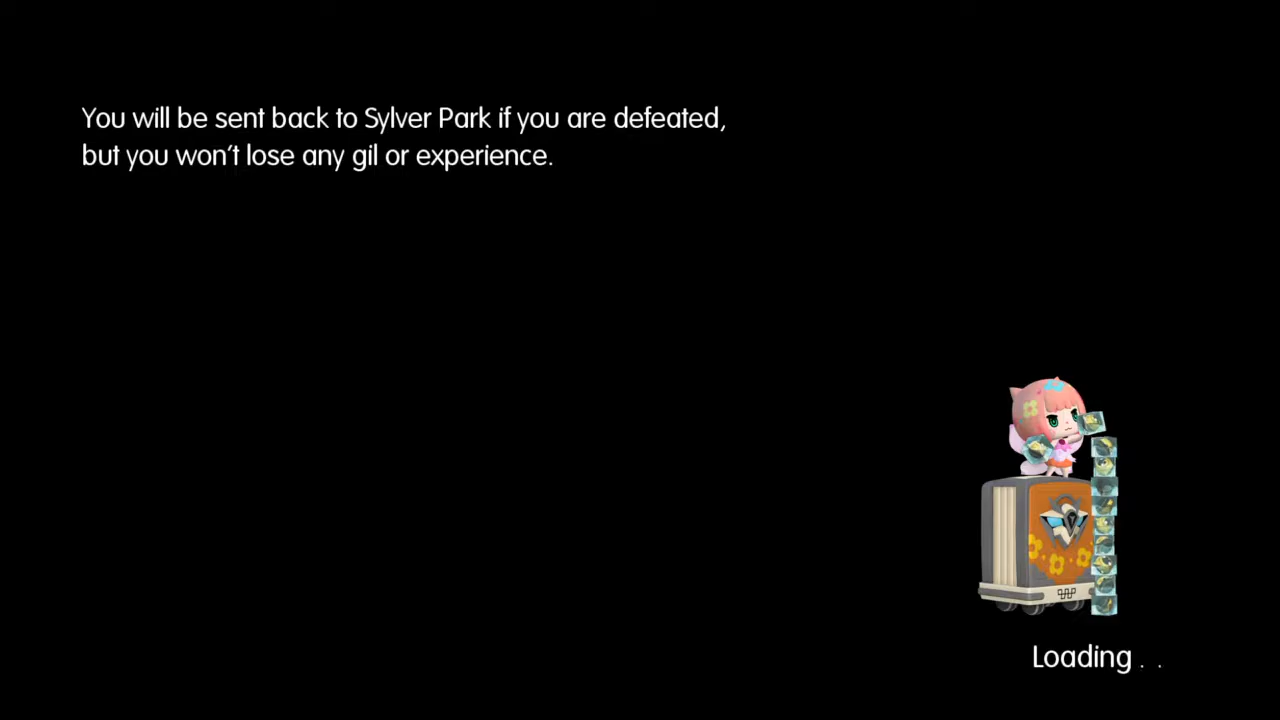 You will be sent back to Sylver Park if you are defeated,
but you won't lose any gil or experience.
Loading . .